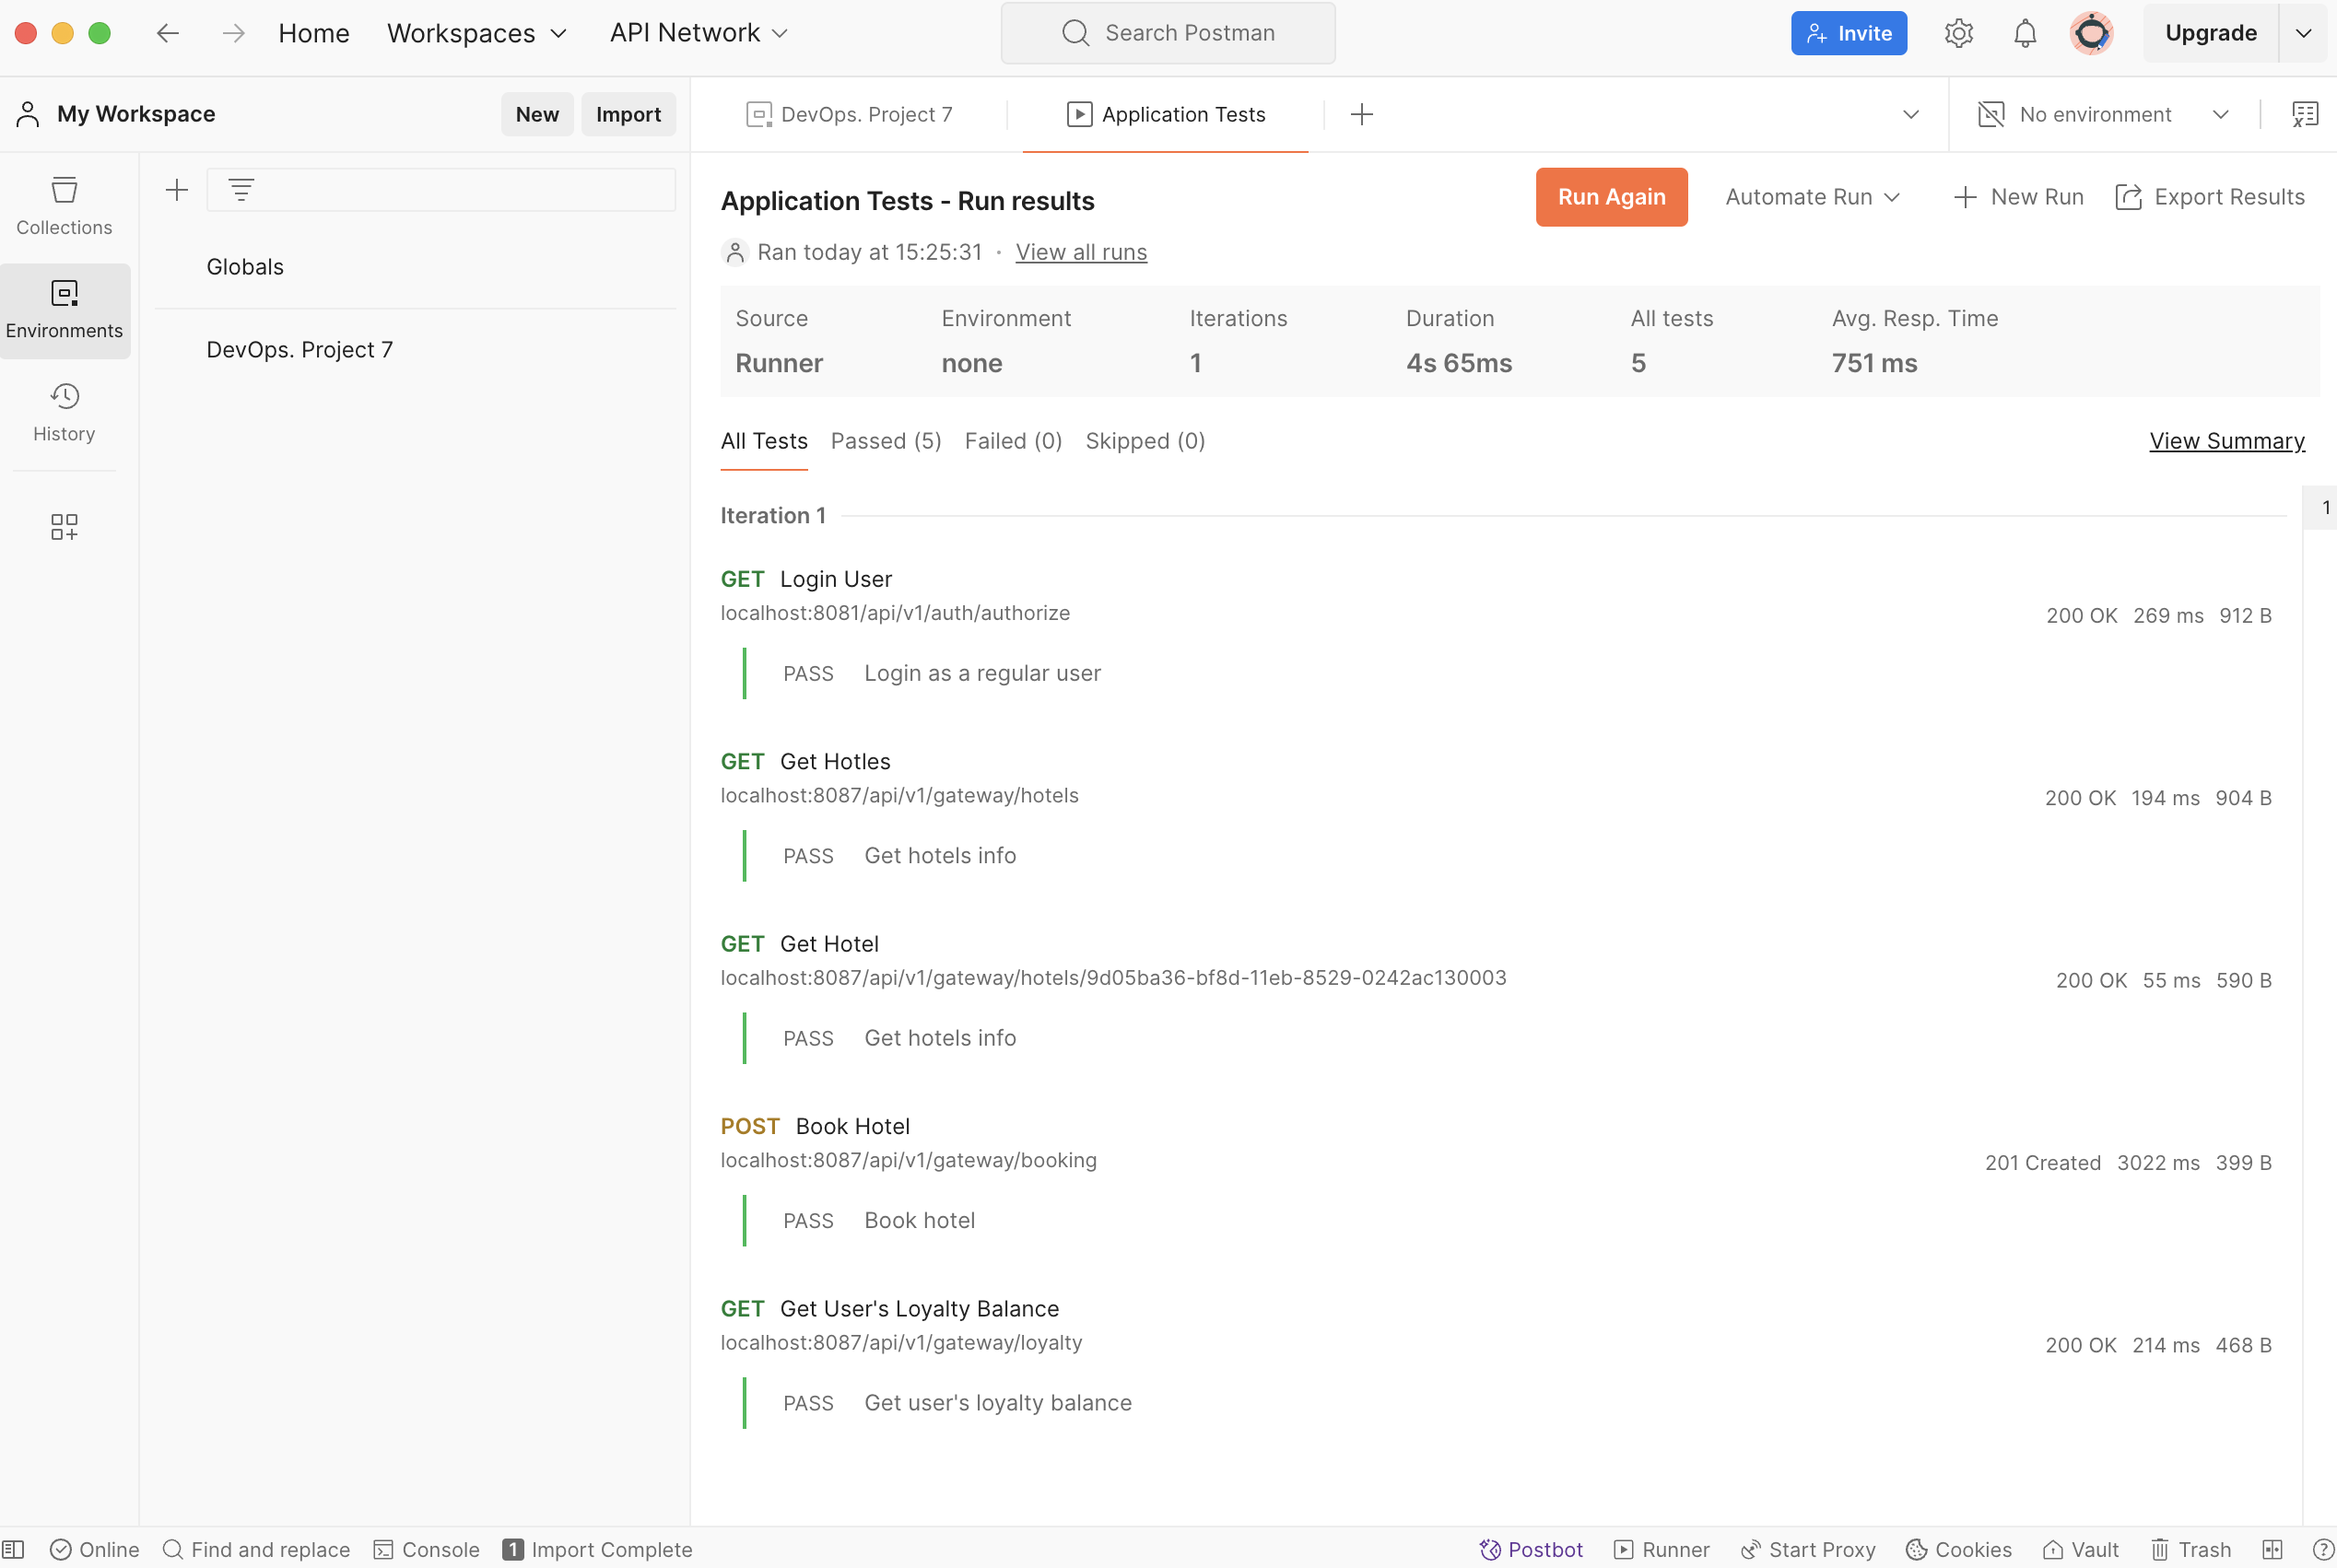 Home Workspaces API Network Search Postman Invite Upgrade
My Workspace New Import DevOps. Project 7 Application Tests No environment
Collections
Environments
History
Globals
DevOps. Project 7
Application Tests - Run results Run Again Automate Run New Run Export Results
Ran today at 15:25:31 · View all runs
Source Environment Iterations Duration All tests Avg. Resp. Time
Runner none 1 4s 65ms 5 751 ms
All Tests Passed (5) Failed (0) Skipped (0) View Summary
Iteration 1 1
GET Login User
localhost:8081/api/v1/auth/authorize 200 OK 269 ms 912 B
PASS Login as a regular user
GET Get Hotles
localhost:8087/api/v1/gateway/hotels 200 OK 194 ms 904 B
PASS Get hotels info
GET Get Hotel
localhost:8087/api/v1/gateway/hotels/9d05ba36-bf8d-11eb-8529-0242ac130003 200 OK 55 ms 590 B
PASS Get hotels info
POST Book Hotel
localhost:8087/api/v1/gateway/booking 201 Created 3022 ms 399 B
PASS Book hotel
GET Get User's Loyalty Balance
localhost:8087/api/v1/gateway/loyalty 200 OK 214 ms 468 B
PASS Get user's loyalty balance
Online Find and replace Console 1 Import Complete Postbot Runner Start Proxy Cookies Vault Trash